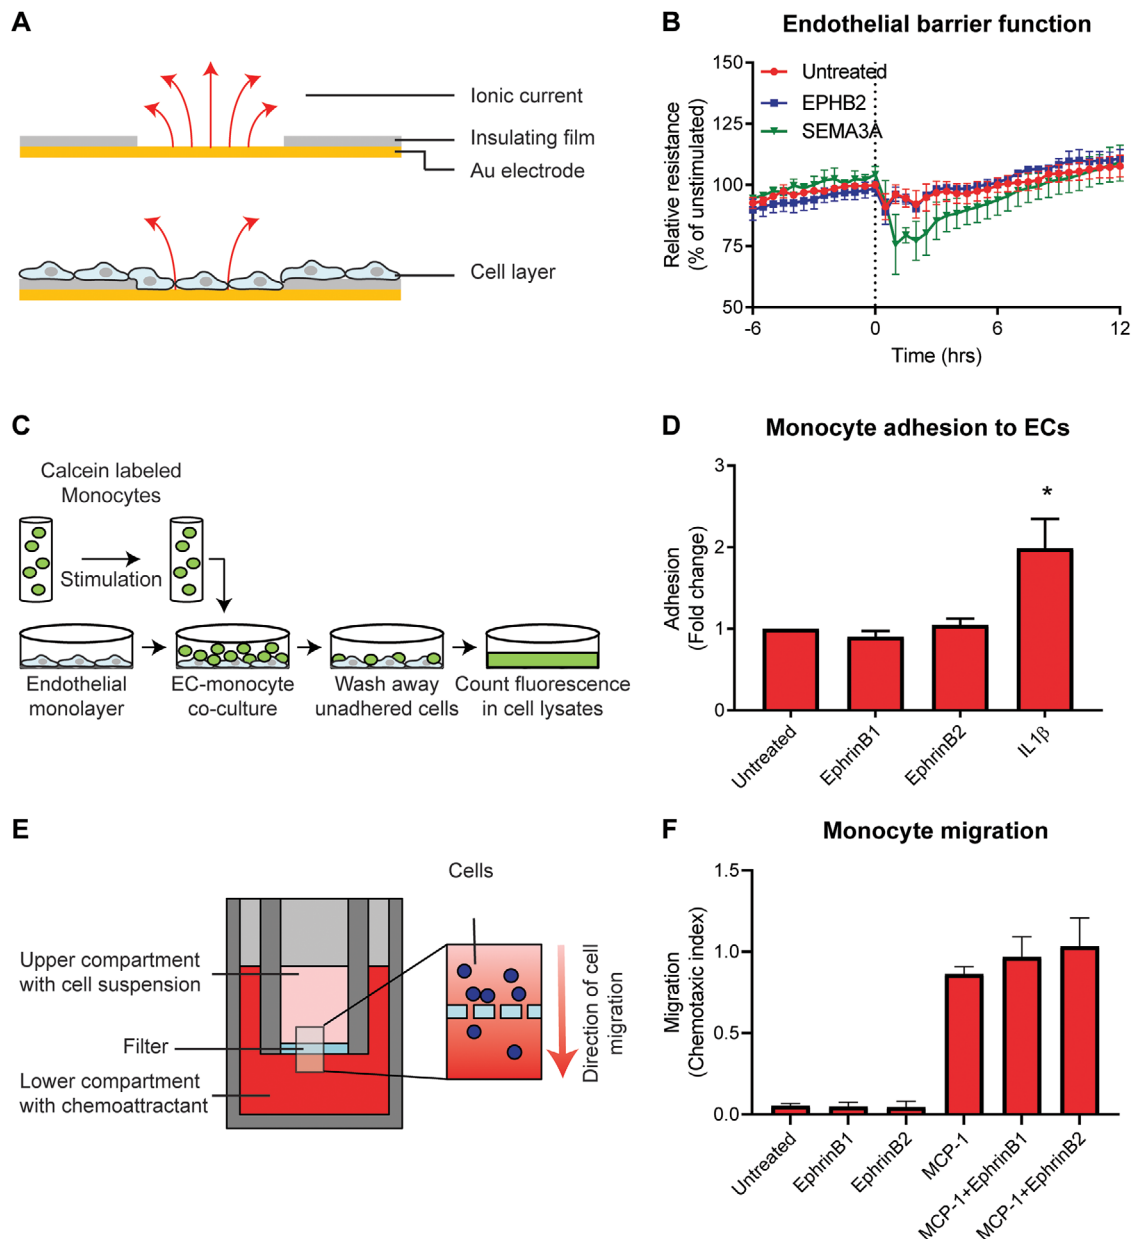 A
Ionic current
Insulating film
Au electrode
Cell layer
B
Endothelial barrier function
Relative resistance
(% of unstimulated)
150
125
100
75
50
Untreated
EPHB2
SEMA3A
-6
0
6
12
Time (hrs)
C
Calcein labeled
Monocytes
Stimulation
Endothelial
monolayer
EC-monocyte
co-culture
Wash away
unadhered cells
Count fluorescence
in cell lysates
D
Monocyte adhesion to ECs
Adhesion
(Fold change)
3
2
1
0
*
Untreated
EphrinB1
EphrinB2
IL1β
E
Upper compartment
with cell suspension
Filter
Lower compartment
with chemoattractant
Cells
Direction of cell
migration
F
Monocyte migration
Migration
(Chemotaxic index)
1.5
1.0
0.5
0.0
Untreated
EphrinB1
EphrinB2
MCP-1
MCP-1+EphrinB1
MCP-1+EphrinB2